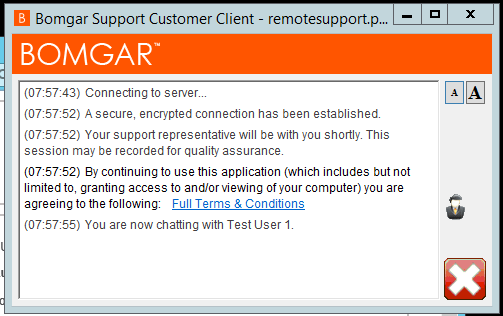 Bomgar Support Customer Client - remotesupport.p...
BOMGAR™
(07:57:43) Connecting to server...
(07:57:52) A secure, encrypted connection has been established.
(07:57:52) Your support representative will be with you shortly. This
session may be recorded for quality assurance.
(07:57:52) By continuing to use this application (which includes but not
limited to, granting access to and/or viewing of your computer) you are
agreeing to the following: Full Terms & Conditions
(07:57:55) You are now chatting with Test User 1.
A A